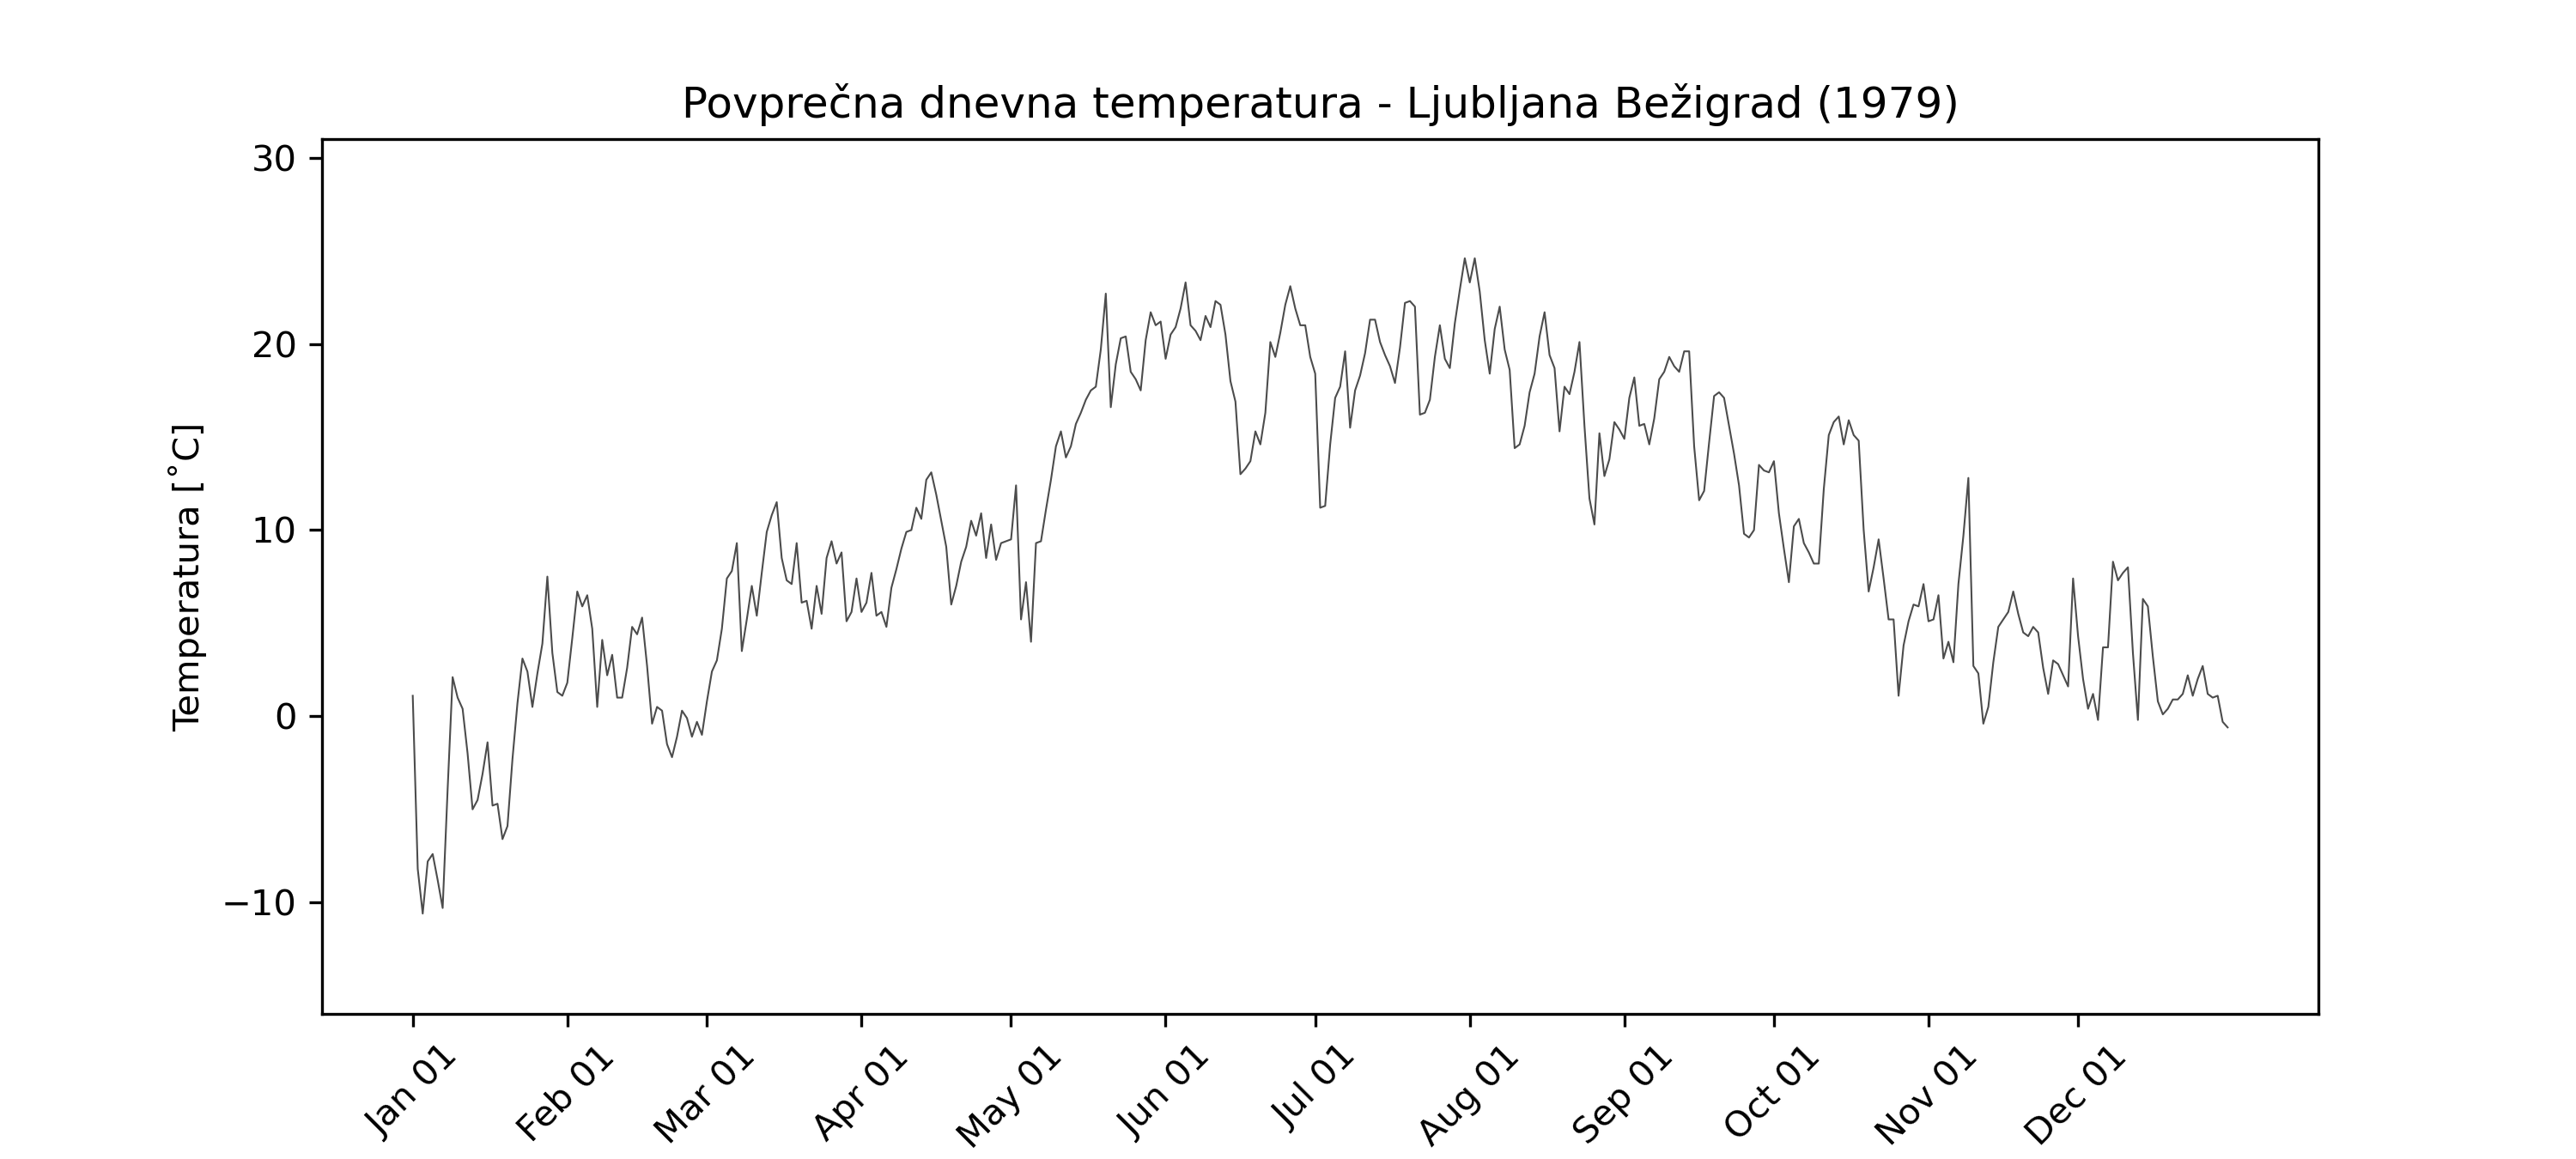 Povprečna dnevna temperatura - Ljubljana Bežigrad (1979)
Temperatura [˚C]
30
20
10
0
−10
Jan 01
Feb 01
Mar 01
Apr 01
May 01
Jun 01
Jul 01
Aug 01
Sep 01
Oct 01
Nov 01
Dec 01